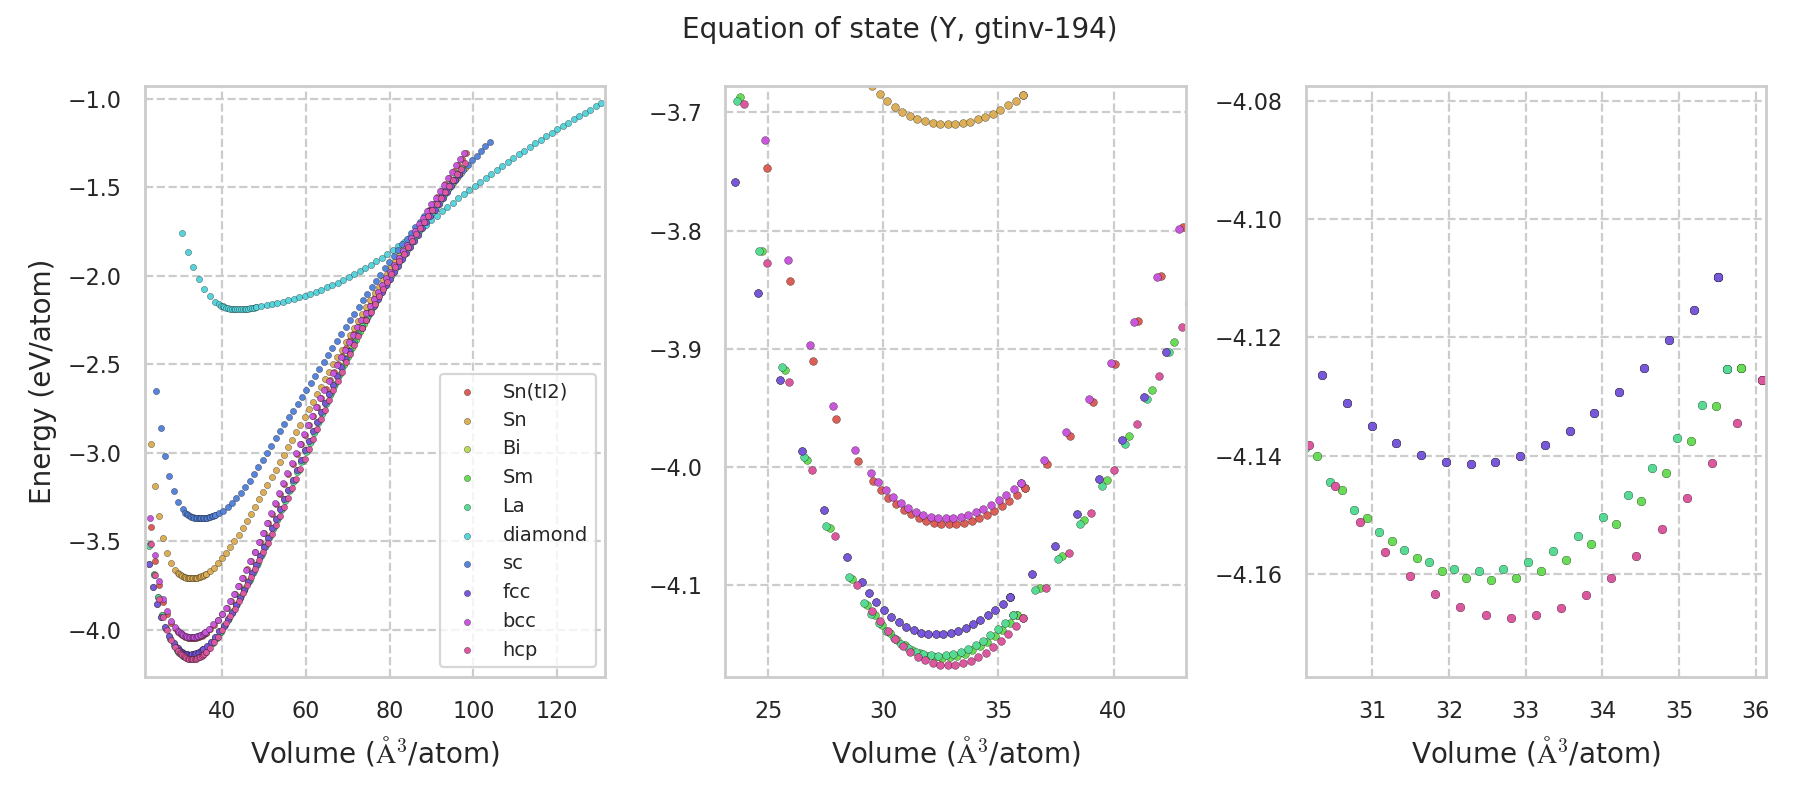 Equation of state (Y, gtinv-194)
Energy (eV/atom)
−1.0
−1.5
−2.0
−2.5
−3.0
−3.5
−4.0
40
60
80
100
120
Volume (Å³/atom)
Sn(tI2)
Sn
Bi
Sm
La
diamond
sc
fcc
bcc
hcp
−3.7
−3.8
−3.9
−4.0
−4.1
25
30
35
40
Volume (Å³/atom)
−4.08
−4.10
−4.12
−4.14
−4.16
31
32
33
34
35
36
Volume (Å³/atom)